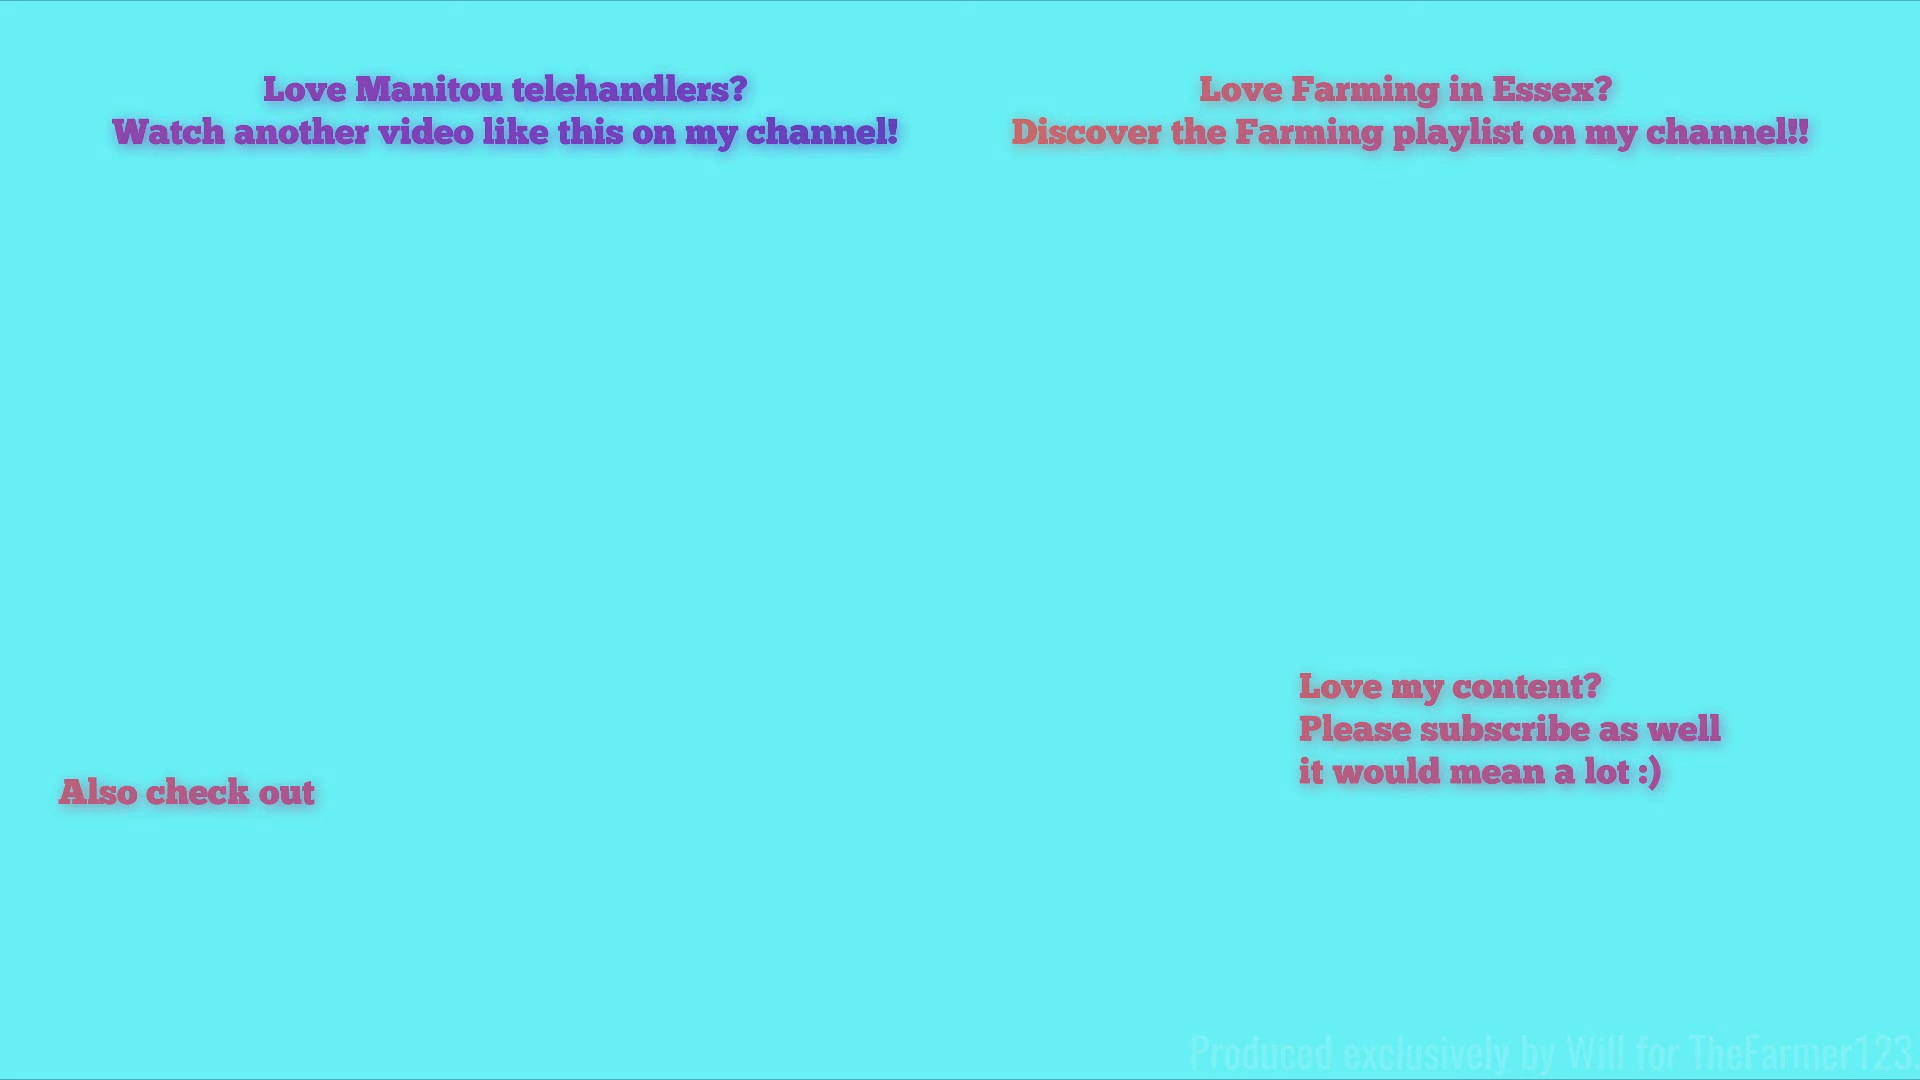 Love Manitou telehandlers?
Watch another video like this on my channel!
Love Farming in Essex?
Discover the Farming playlist on my channel!!
Love my content?
Please subscribe as well
it would mean a lot :)
Also check out
Produced exclusively by Will for TheFarmer123.